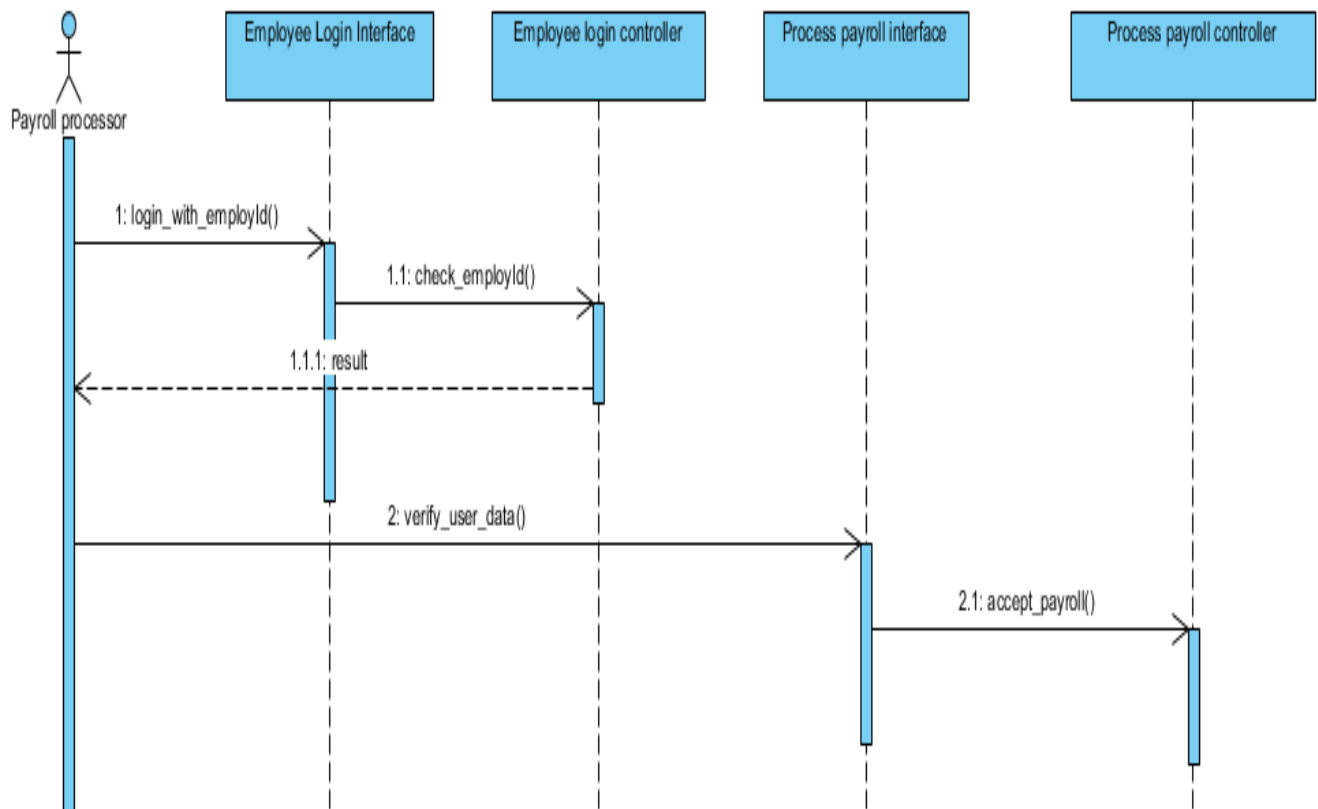 Employee Login Interface
Employee login controller
Process payroll interface
Process payroll controller
Payroll processor
1: login_with_employId()
1.1: check_employId()
1.1.1: result
2: verify_user_data()
2.1: accept_payroll()